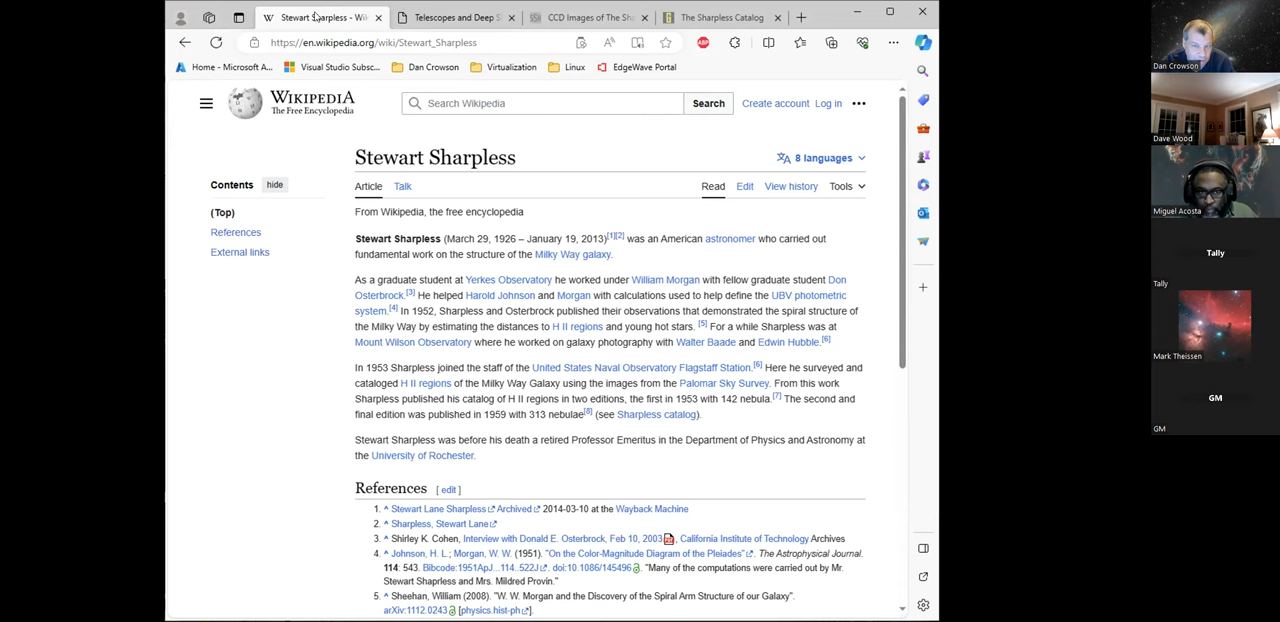 Stewart Sharpless - Wiki
Telescopes and Deep S
CCD Images of The Sha
The Sharpless Catalog
https://en.wikipedia.org/wiki/Stewart_Sharpless
ABP
Home - Microsoft A...
Visual Studio Subsc...
Dan Crowson
Virtualization
Linux
EdgeWave Portal
WIKIPEDIA
The Free Encyclopedia
Search Wikipedia
Search
Create account
Log in
Stewart Sharpless
8 languages
Contents
hide
Article
Talk
Read
Edit
View history
Tools
(Top)
References
External links
From Wikipedia, the free encyclopedia
Stewart Sharpless (March 29, 1926 – January 19, 2013)[1][2] was an American astronomer who carried out
fundamental work on the structure of the Milky Way galaxy.
As a graduate student at Yerkes Observatory he worked under William Morgan with fellow graduate student Don
Osterbrock.[3] He helped Harold Johnson and Morgan with calculations used to help define the UBV photometric
system.[4] In 1952, Sharpless and Osterbrock published their observations that demonstrated the spiral structure of
the Milky Way by estimating the distances to H II regions and young hot stars. [5] For a while Sharpless was at
Mount Wilson Observatory where he worked on galaxy photography with Walter Baade and Edwin Hubble.[6]
In 1953 Sharpless joined the staff of the United States Naval Observatory Flagstaff Station.[6] Here he surveyed and
cataloged H II regions of the Milky Way Galaxy using the images from the Palomar Sky Survey. From this work
Sharpless published his catalog of H II regions in two editions, the first in 1953 with 142 nebula.[7] The second and
final edition was published in 1959 with 313 nebulae[8] (see Sharpless catalog).
Stewart Sharpless was before his death a retired Professor Emeritus in the Department of Physics and Astronomy at
the University of Rochester.
References [ edit ]
1. ^ Stewart Lane Sharpless Archived 2014-03-10 at the Wayback Machine
2. ^ Sharpless, Stewart Lane
3. ^ Shirley K. Cohen, Interview with Donald E. Osterbrock, Feb 10, 2003, California Institute of Technology Archives
4. ^ Johnson, H. L.; Morgan, W. W. (1951). "On the Color-Magnitude Diagram of the Pleiades". The Astrophysical Journal.
114: 543. Bibcode:1951ApJ...114..522J. doi:10.1086/145496. "Many of the computations were carried out by Mr.
Stewart Sharpless and Mrs. Mildred Provin."
5. ^ Sheehan, William (2008). "W. W. Morgan and the Discovery of the Spiral Arm Structure of our Galaxy".
arXiv:1112.0243 [physics.hist-ph].
Dan Crowson
Dave Wood
Miguel Acosta
Tally
Tally
Mark Theissen
GM
GM